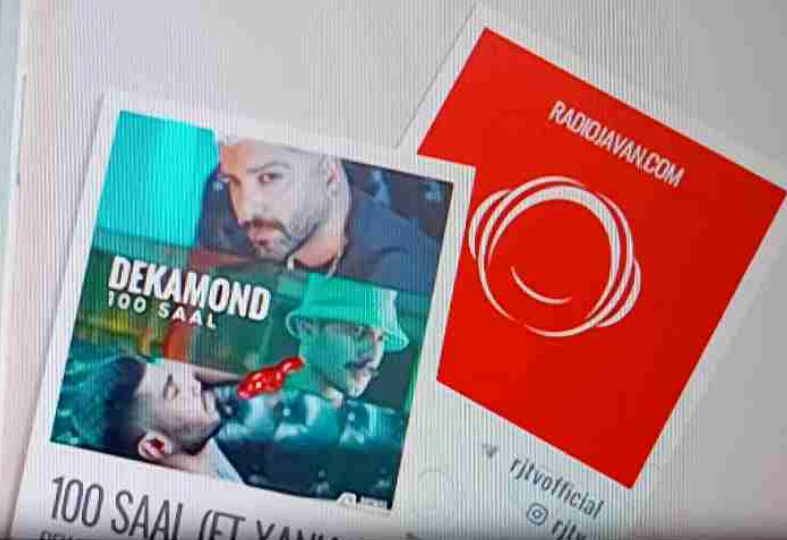 DEKAMOND
100 SAAL
100 SAAL (FT
RADIOJAVAN.COM
rjtvofficial